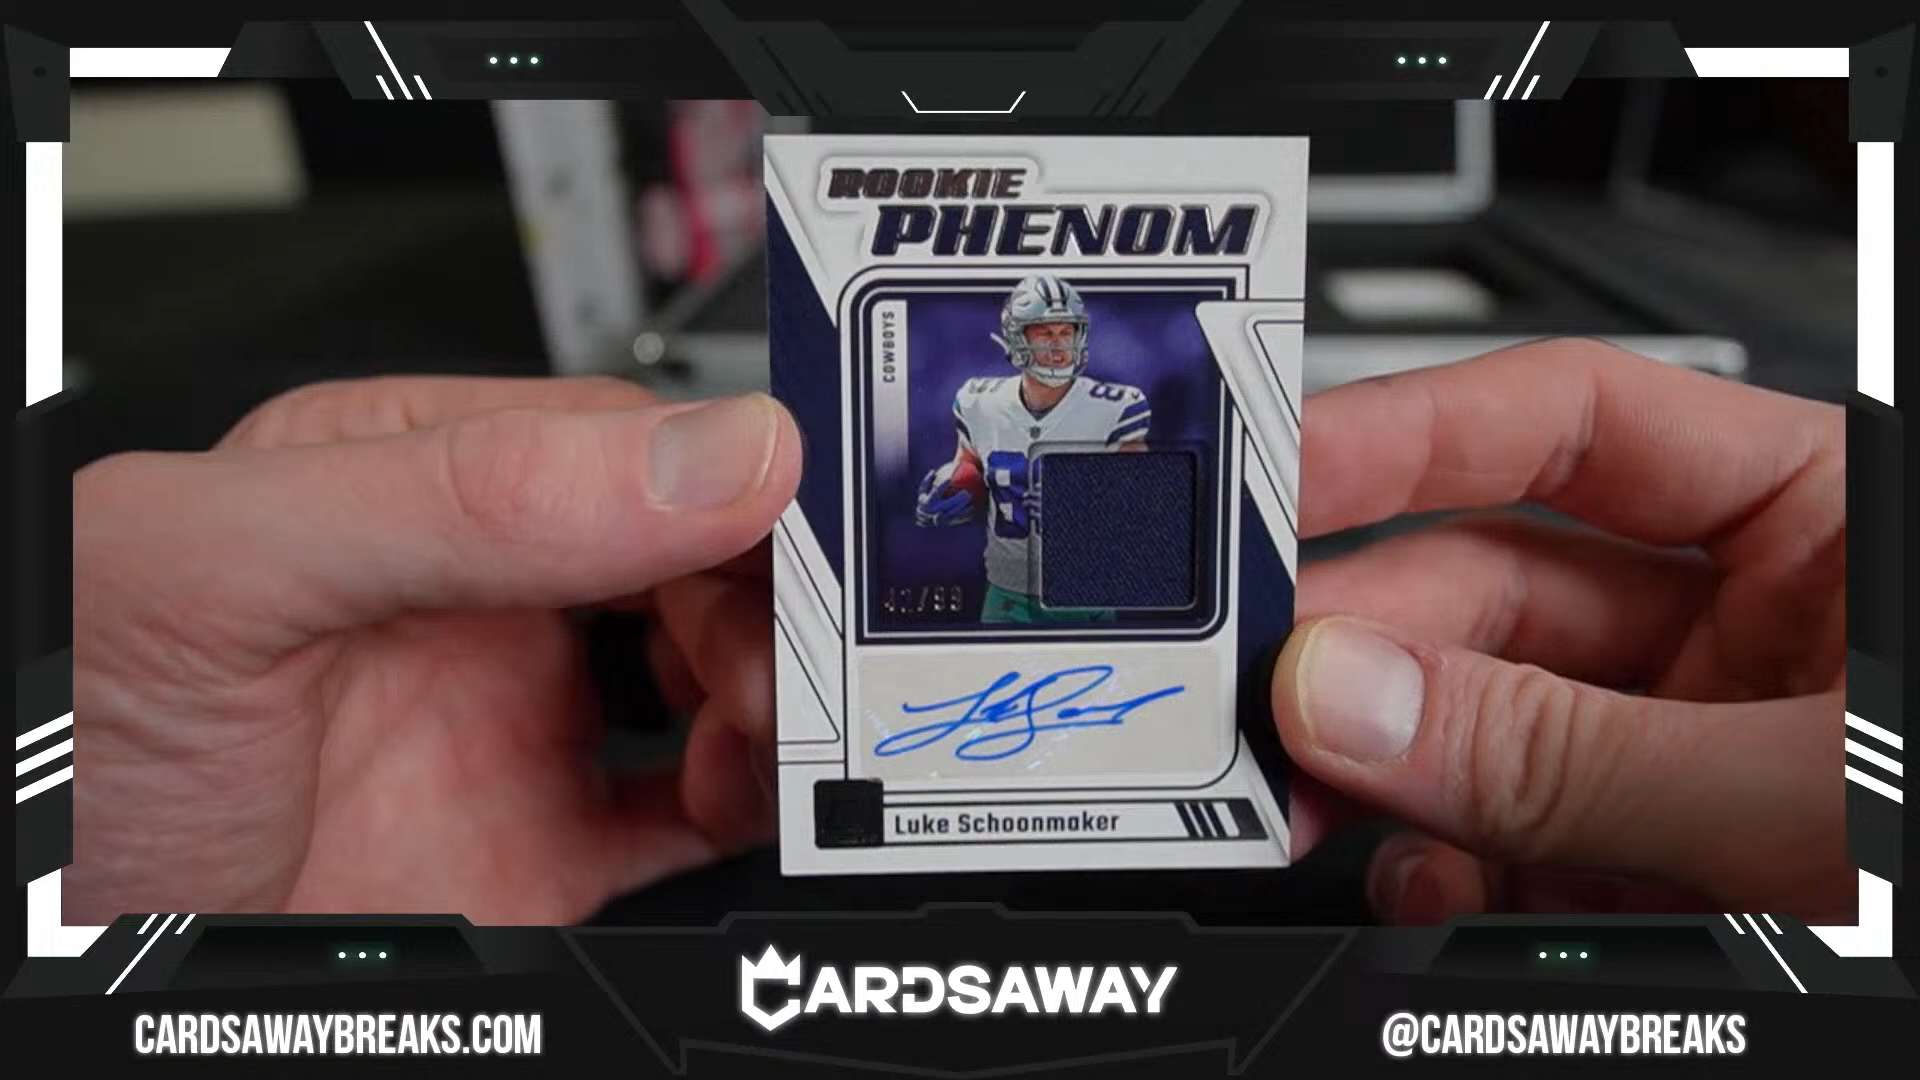 ROOKIE
PHENOM
COWBOYS
Luke Schoonmaker
CARDSAWAY
CARDSAWAYBREAKS.COM
@CARDSAWAYBREAKS